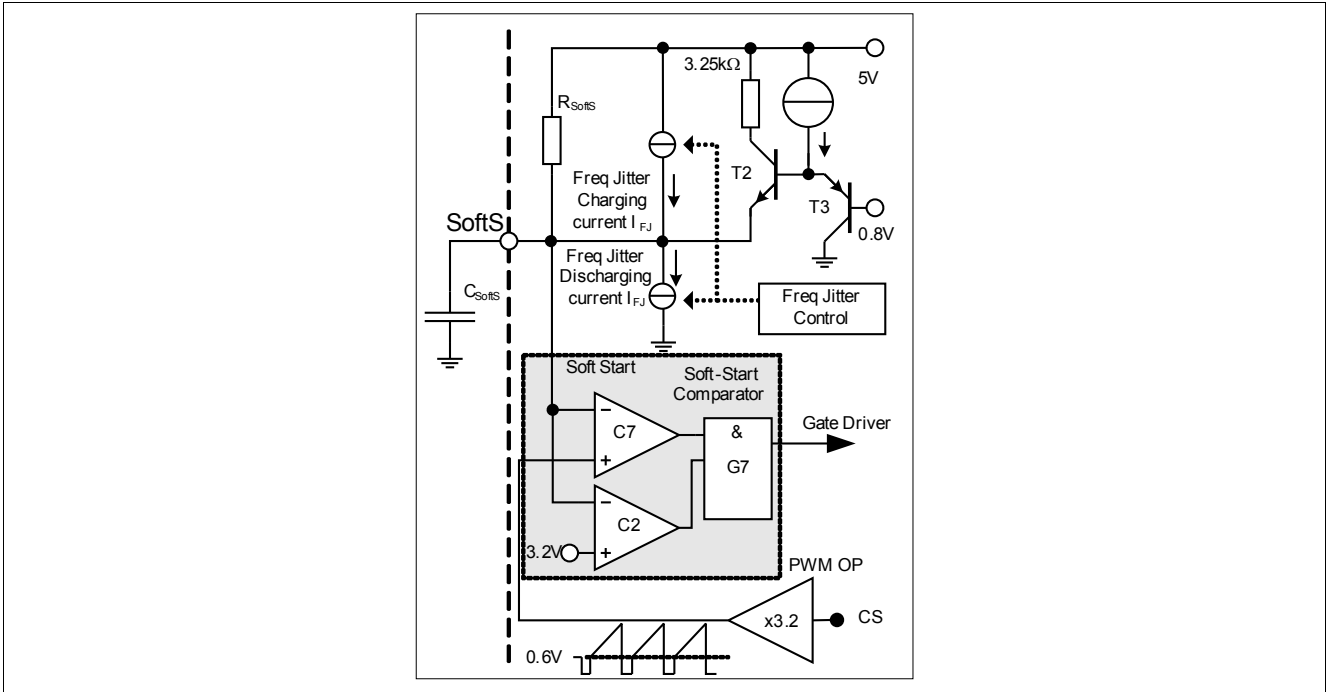 3.25kΩ
5V
RSoftS
T2
T3
0.8V
Freq Jitter
Charging
current I FJ
SoftS
Freq Jitter
Discharging
current I FJ
CSoftS
Freq Jitter
Control
Soft Start
Soft-Start
Comparator
−
C7
+
&
G7
Gate Driver
−
C2
+
3.2V
PWM OP
x3.2
CS
0.6V